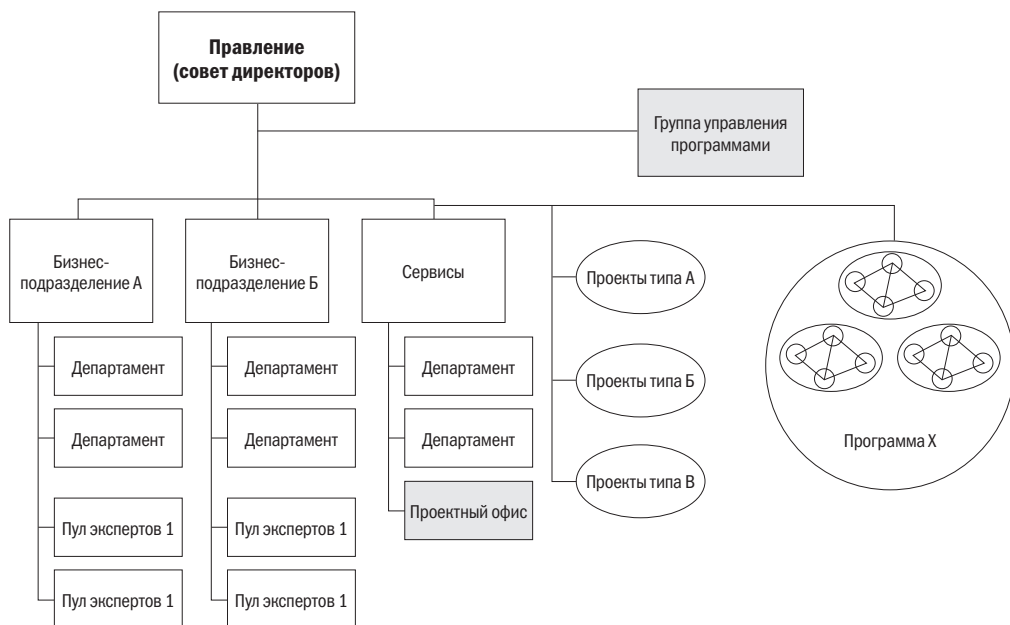 Правление
(совет директоров)
Группа управления
программами
Бизнес-
подразделение А
Бизнес-
подразделение Б
Сервисы
Проекты типа А
Департамент
Департамент
Департамент
Проекты типа Б
Департамент
Департамент
Департамент
Программа X
Проекты типа В
Пул экспертов 1
Пул экспертов 1
Проектный офис
Пул экспертов 1
Пул экспертов 1